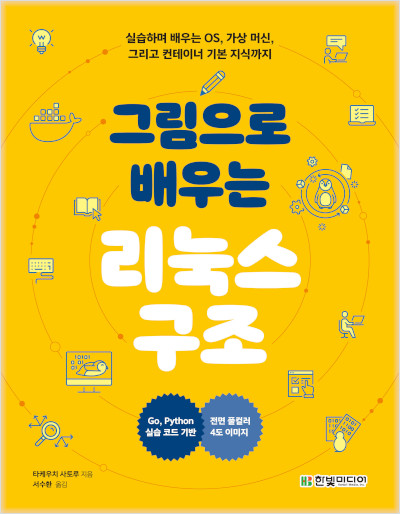 실습하며 배우는 OS, 가상 머신,
그리고 컨테이너 기본 지식까지
그림으로
배우는
리눅스
구조
Go, Python
실습 코드 기반
전면 풀컬러
4도 이미지
타케우치 사토루 지음
서수환 옮김
HB 한빛미디어